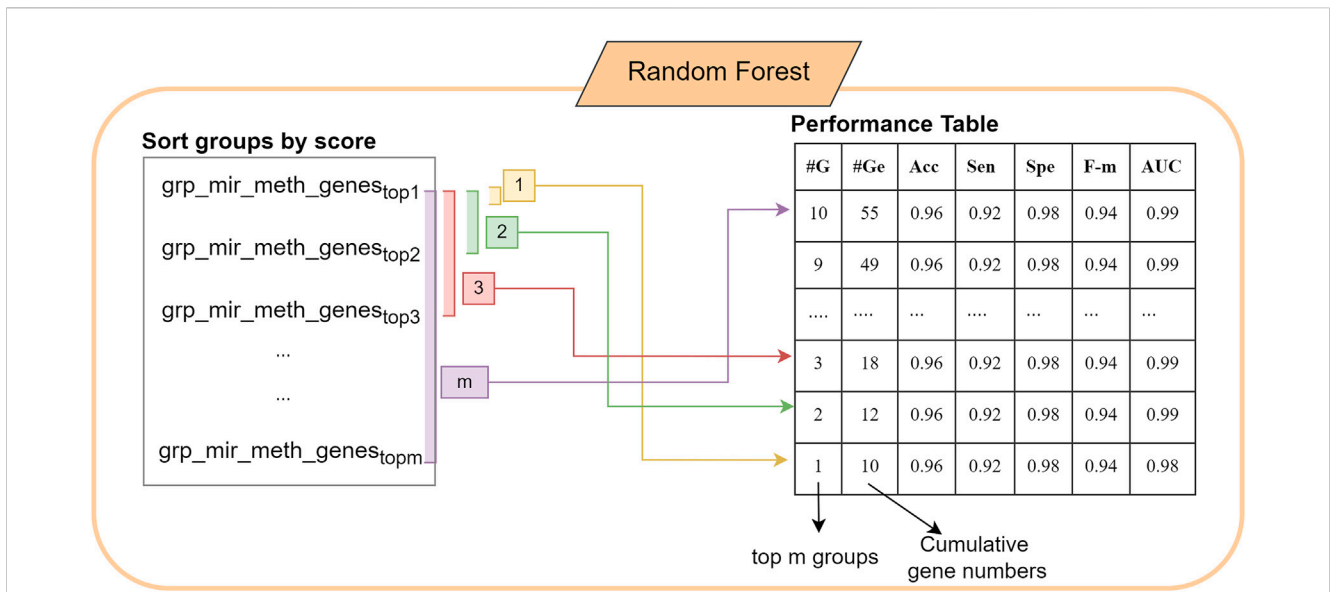 Random Forest
Sort groups by score
grp_mir_meth_genestop1
grp_mir_meth_genestop2
grp_mir_meth_genestop3
...
...
grp_mir_meth_genestopm
1
2
3
m
Performance Table
#G #Ge Acc Sen Spe F-m AUC
10 55 0.96 0.92 0.98 0.94 0.99
9 49 0.96 0.92 0.98 0.94 0.99
.... .... ... .... ... ... ...
3 18 0.96 0.92 0.98 0.94 0.99
2 12 0.96 0.92 0.98 0.94 0.99
1 10 0.96 0.92 0.98 0.94 0.98
top m groups
Cumulative
gene numbers